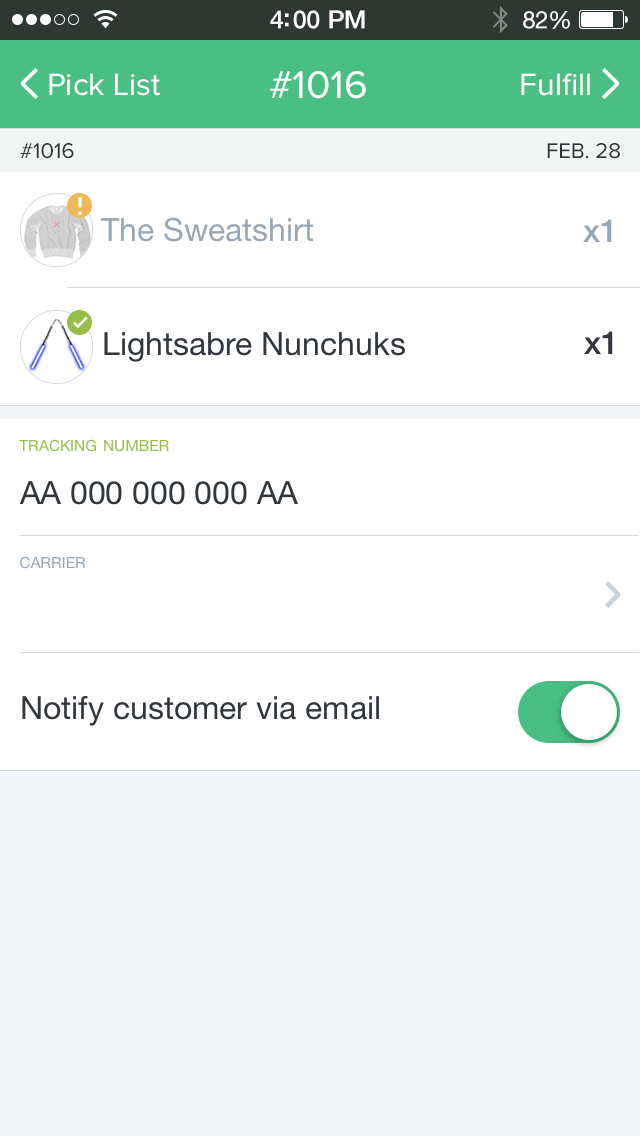 4:00 PM 82%
Pick List #1016 Fulfill
#1016 FEB. 28
The Sweatshirt x1
Lightsabre Nunchuks x1
TRACKING NUMBER
AA 000 000 000 AA
CARRIER
Notify customer via email